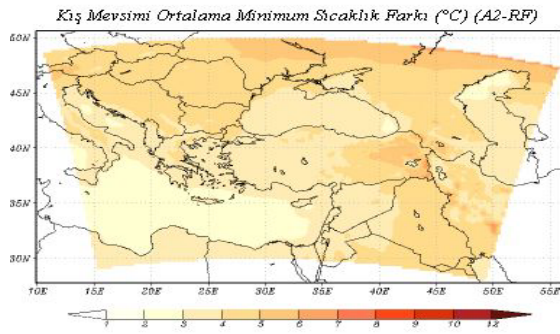 Kış Mevsimi Ortalama Minimum Sıcaklık Farkı (°C) (A2-RF)
50N
45N
40N
35N
30N
10E 15E 20E 25E 30E 35E 40E 45E 50E 55E
1 2 3 4 5 6 7 8 9 10 12